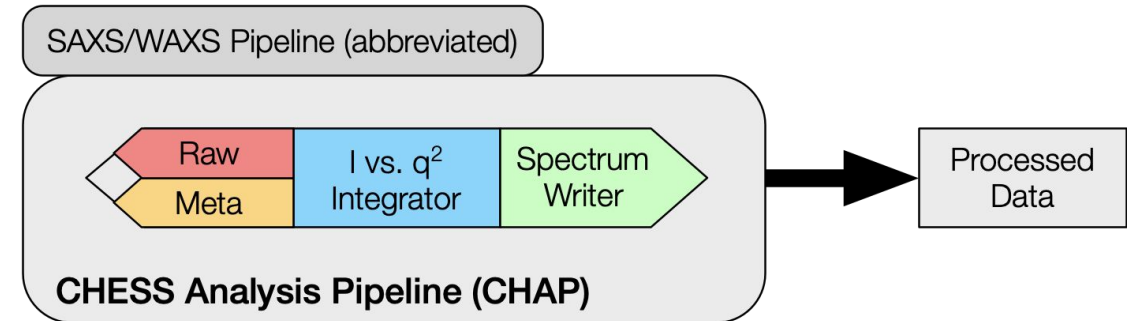 SAXS/WAXS Pipeline (abbreviated)
Raw
Meta
I vs. q²
Integrator
Spectrum
Writer
CHESS Analysis Pipeline (CHAP)
Processed
Data